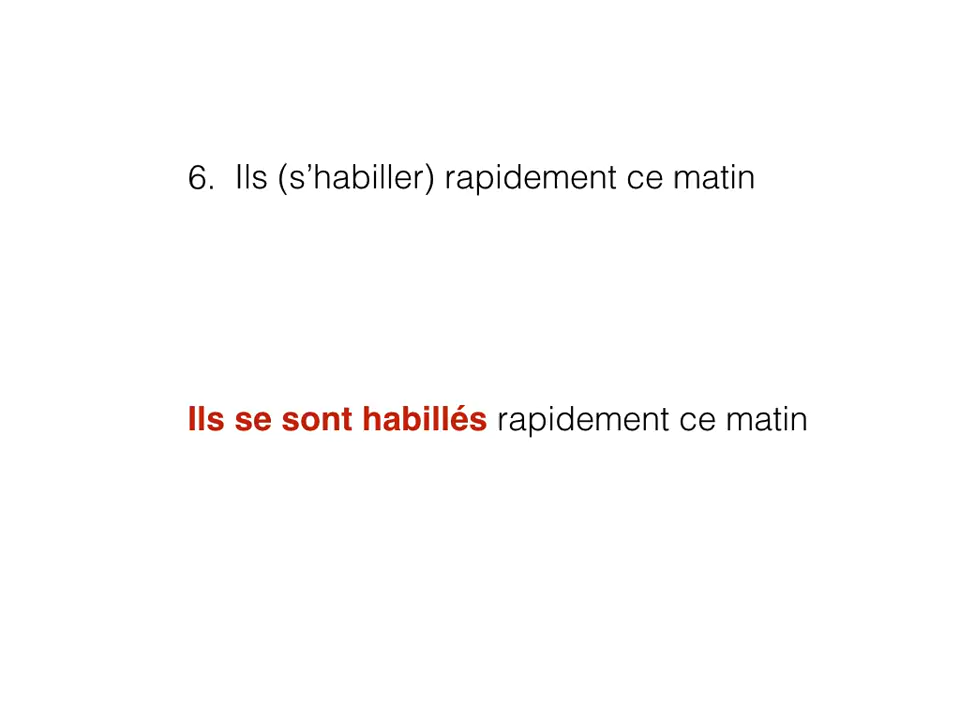 6. Ils (s’habiller) rapidement ce matin
Ils se sont habillés rapidement ce matin